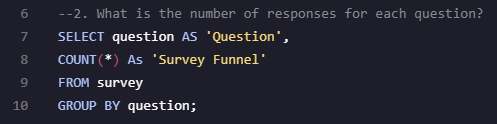 6 --2. What is the number of responses for each question?
7 SELECT question AS 'Question',
8 COUNT(*) As 'Survey Funnel'
9 FROM survey
10 GROUP BY question;